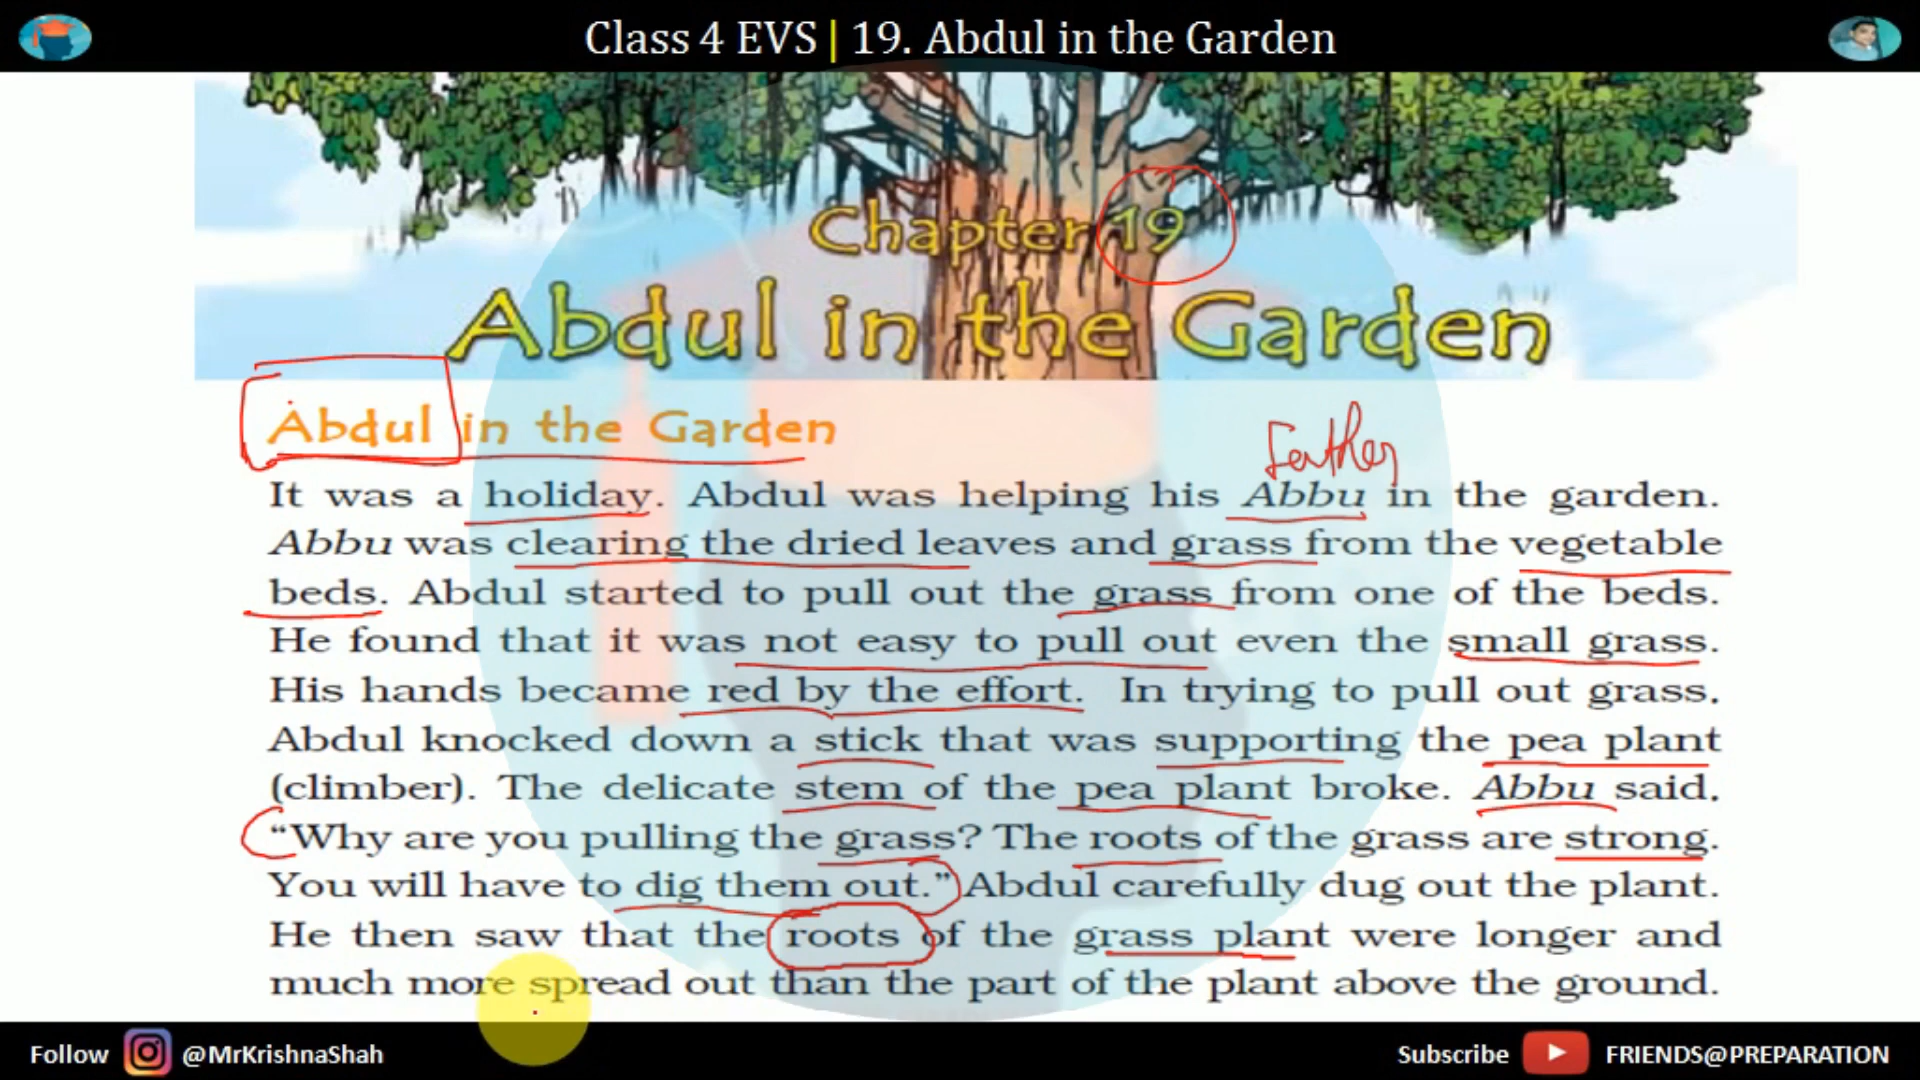 Class 4 EVS | 19. Abdul in the Garden
Chapter 19
Abdul in the Garden
Abdul in the Garden
Father
It was a holiday. Abdul was helping his Abbu in the garden.
Abbu was clearing the dried leaves and grass from the vegetable
beds. Abdul started to pull out the grass from one of the beds.
He found that it was not easy to pull out even the small grass.
His hands became red by the effort. In trying to pull out grass,
Abdul knocked down a stick that was supporting the pea plant
(climber). The delicate stem of the pea plant broke. Abbu said,
“Why are you pulling the grass? The roots of the grass are strong.
You will have to dig them out.” Abdul carefully dug out the plant.
He then saw that the roots of the grass plant were longer and
much more spread out than the part of the plant above the ground.
Follow @MrKrishnaShah
Subscribe FRIENDS@PREPARATION